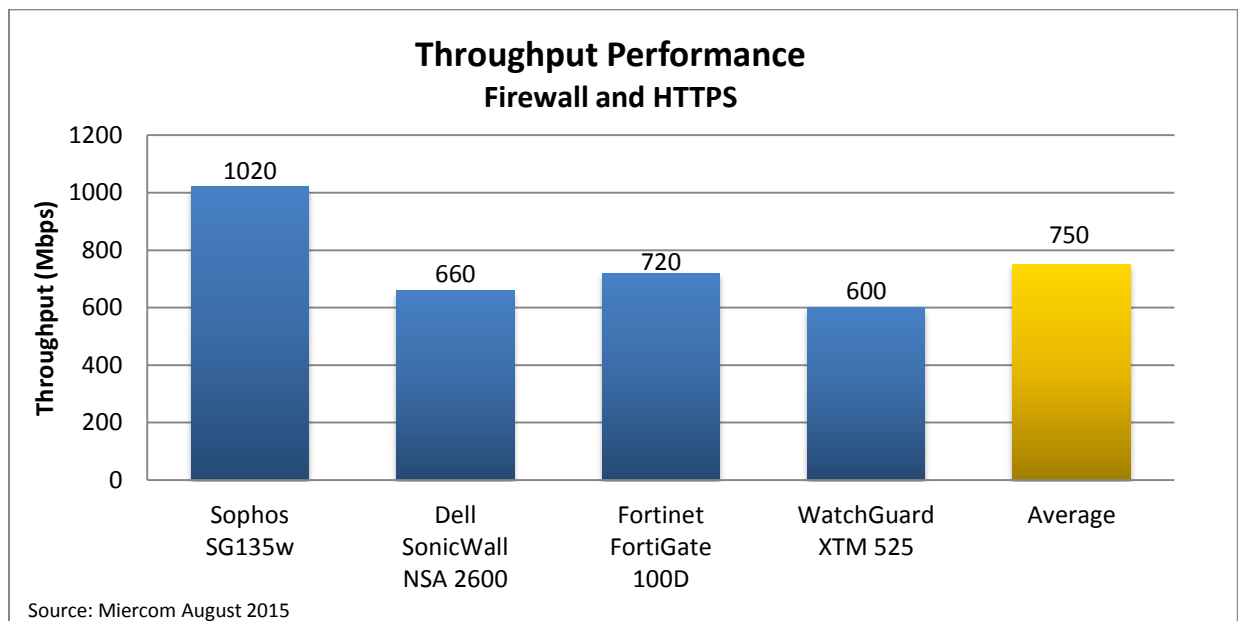 Throughput Performance
Firewall and HTTPS
Throughput (Mbps)
1200
1000
800
600
400
200
0
1020
660
720
600
750
Sophos
SG135w
Dell
SonicWall
NSA 2600
Fortinet
FortiGate
100D
WatchGuard
XTM 525
Average
Source: Miercom August 2015